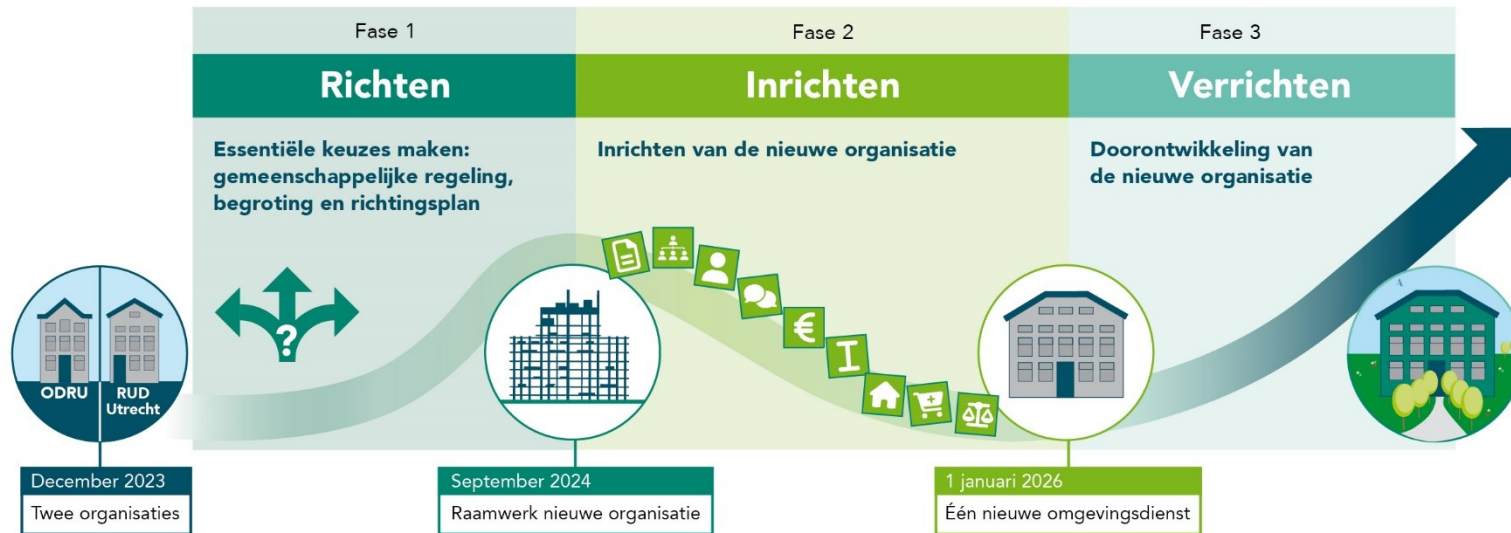 Fase 1
Fase 2
Fase 3
Richten
Inrichten
Verrichten
Essentiële keuzes maken:
gemeenschappelijke regeling,
begroting en richtingsplan
Inrichten van de nieuwe organisatie
Doorontwikkeling van
de nieuwe organisatie
?
€
ODRU
RUD
Utrecht
December 2023
Twee organisaties
September 2024
Raamwerk nieuwe organisatie
1 januari 2026
Één nieuwe omgevingsdienst